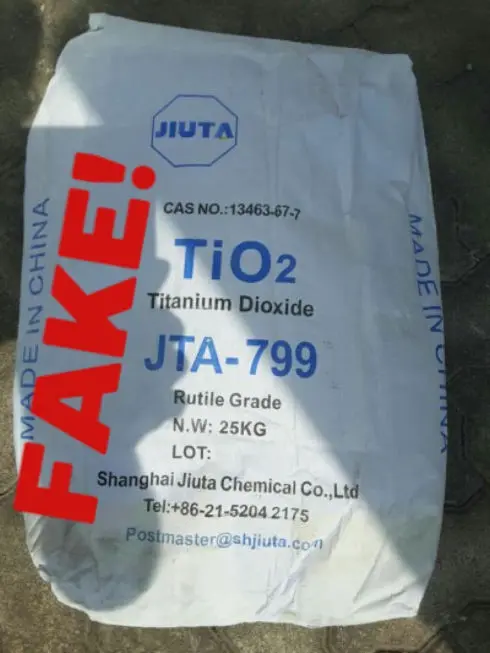 JIUTA
CAS NO.:13463-67-7
TiO2
Titanium Dioxide
JTA-799
Rutile Grade
N.W: 25KG
LOT:
Shanghai Jiuta Chemical Co.,Ltd
Tel:+86-21-5204 2175
Postmaster@shjiuta.com
MADE IN CHINA
MADE IN CHINA
FAKE!